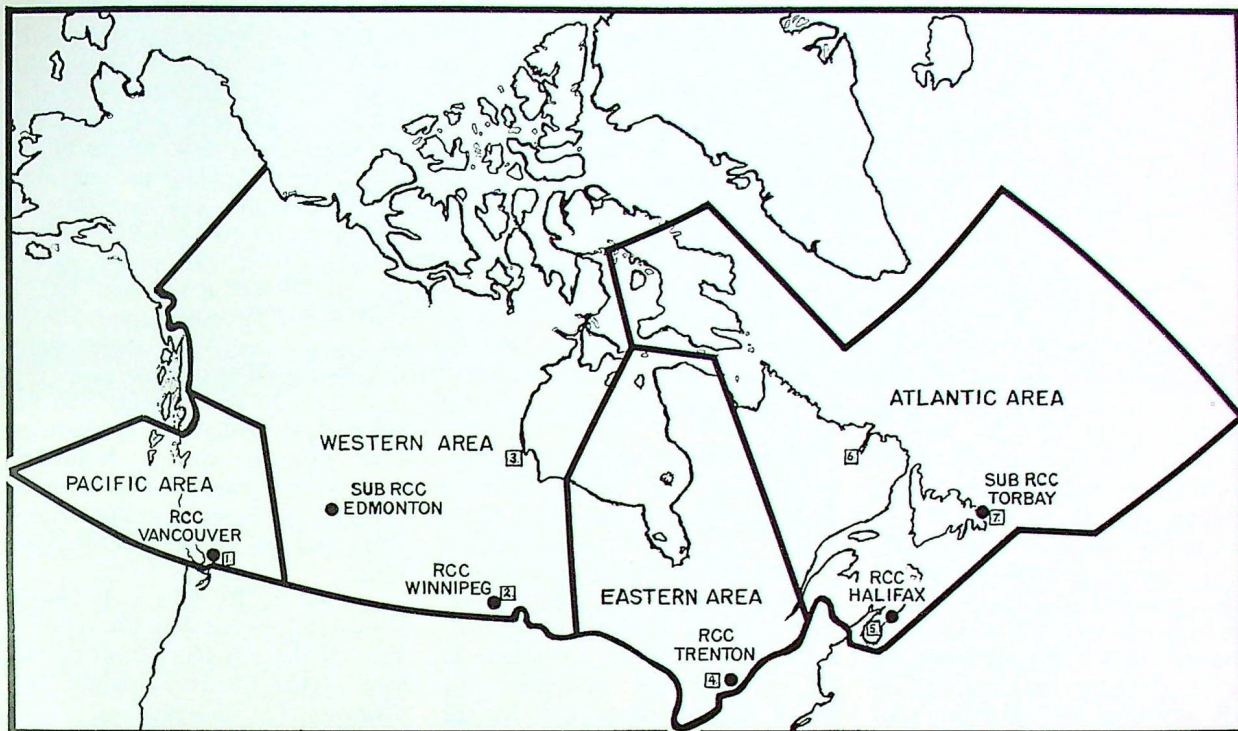 ATLANTIC AREA
WESTERN AREA
3.
6.
PACIFIC AREA
SUB RCC
EDMONTON
SUB RCC
TORBAY
7.
RCC
VANCOUVER
1.
RCC
WINNIPEG
2.
EASTERN AREA
RCC
HALIFAX
5.
RCC
TRENTON
4.